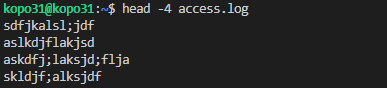 kopo31@kopo31:~$ head -4 access.log
sdfjkalsl;jdf
aslkdjflakjsd
askdfj;laksjd;flja
skldjf;alksjdf